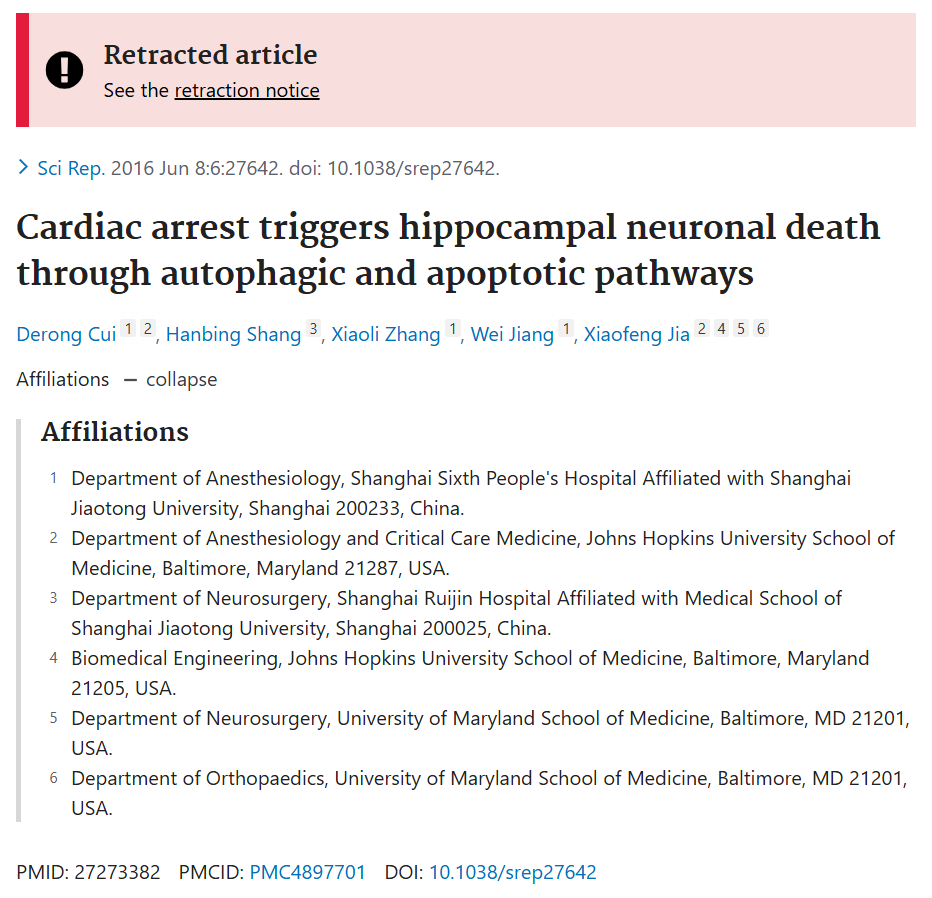 Retracted article
See the retraction notice
Sci Rep. 2016 Jun 8:6:27642. doi: 10.1038/srep27642.
Cardiac arrest triggers hippocampal neuronal death
through autophagic and apoptotic pathways
Derong Cui 1 2, Hanbing Shang 3, Xiaoli Zhang 1, Wei Jiang 1, Xiaofeng Jia 2 4 5 6
Affiliations — collapse
Affiliations
1 Department of Anesthesiology, Shanghai Sixth People's Hospital Affiliated with Shanghai
Jiaotong University, Shanghai 200233, China.
2 Department of Anesthesiology and Critical Care Medicine, Johns Hopkins University School of
Medicine, Baltimore, Maryland 21287, USA.
3 Department of Neurosurgery, Shanghai Ruijin Hospital Affiliated with Medical School of
Shanghai Jiaotong University, Shanghai 200025, China.
4 Biomedical Engineering, Johns Hopkins University School of Medicine, Baltimore, Maryland
21205, USA.
5 Department of Neurosurgery, University of Maryland School of Medicine, Baltimore, MD 21201,
USA.
6 Department of Orthopaedics, University of Maryland School of Medicine, Baltimore, MD 21201,
USA.
PMID: 27273382 PMCID: PMC4897701 DOI: 10.1038/srep27642